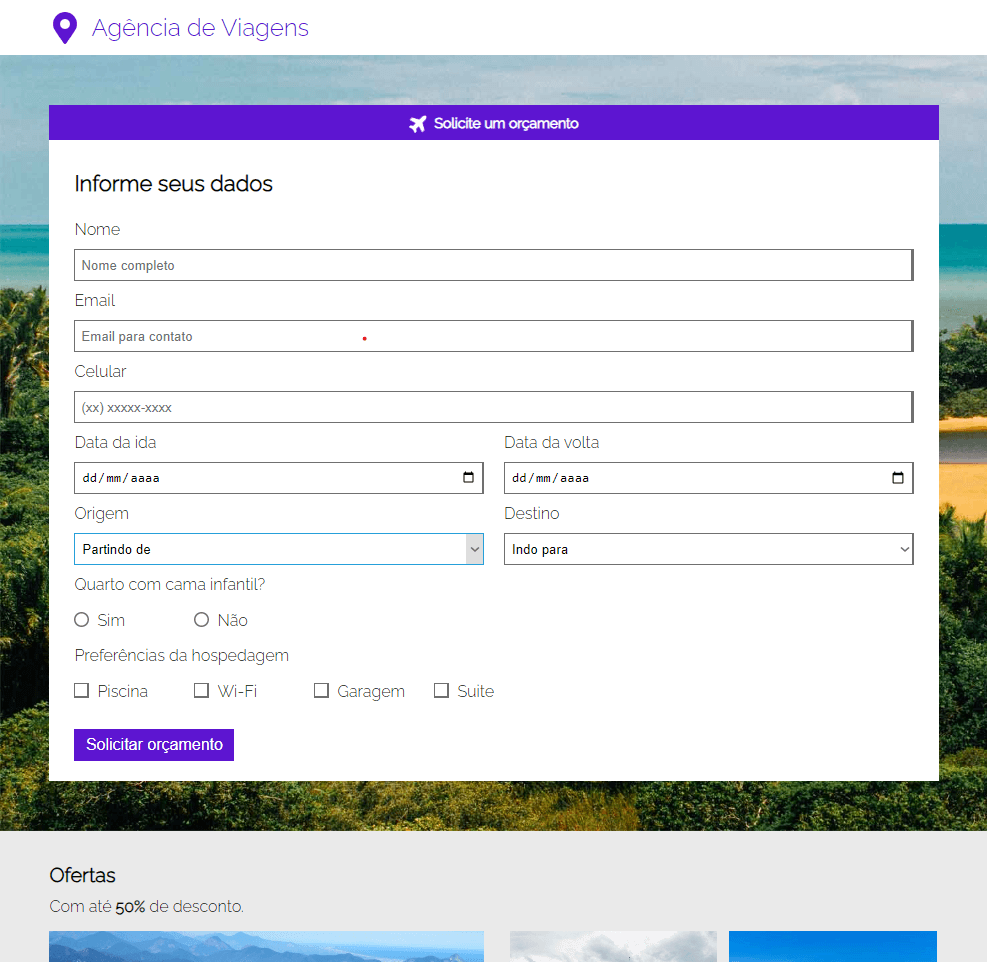 Agência de Viagens
Solicite um orçamento
Informe seus dados
Nome
Nome completo
Email
Email para contato
Celular
(xx) xxxxx-xxxx
Data da ida Data da volta
dd/mm/aaaa dd/mm/aaaa
Origem Destino
Partindo de Indo para
Quarto com cama infantil?
Sim Não
Preferências da hospedagem
Piscina Wi-Fi Garagem Suite
Solicitar orçamento
Ofertas
Com até 50% de desconto.